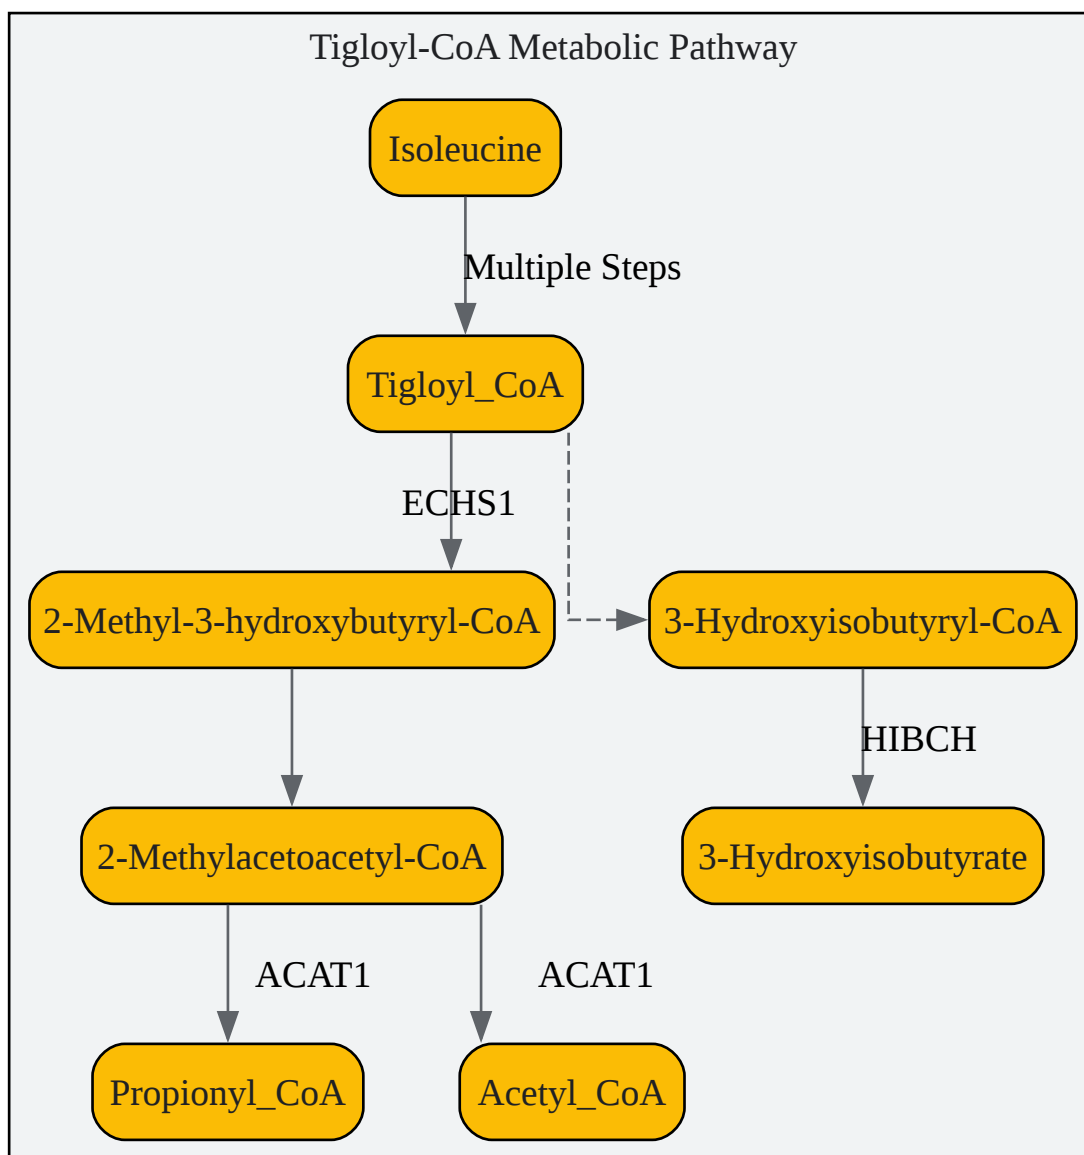 Tigloyl-CoA Metabolic Pathway
Isoleucine
Multiple Steps
Tigloyl_CoA
ECHS1
2-Methyl-3-hydroxybutyryl-CoA
3-Hydroxyisobutyryl-CoA
HIBCH
2-Methylacetoacetyl-CoA
3-Hydroxyisobutyrate
ACAT1
ACAT1
Propionyl_CoA
Acetyl_CoA